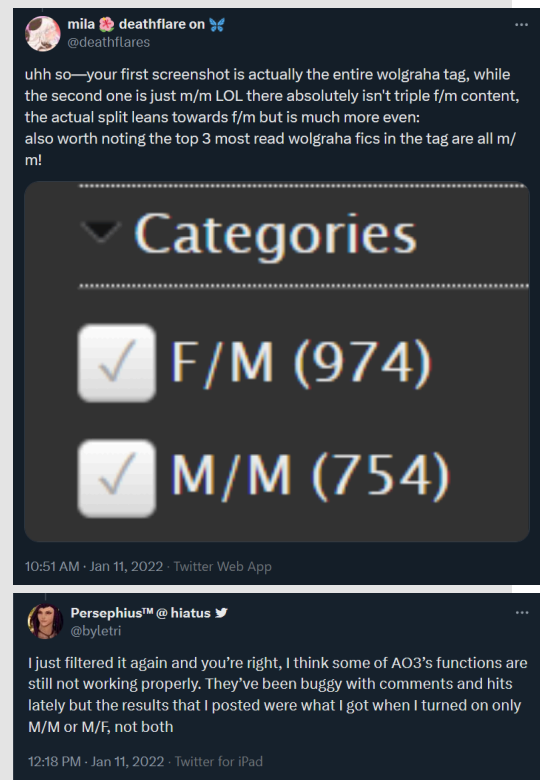 mila 🌸 deathflare on 🦋
@deathflares
uhh so—your first screenshot is actually the entire wolgraha tag, while
the second one is just m/m LOL there absolutely isn't triple f/m content,
the actual split leans towards f/m but is much more even:
also worth noting the top 3 most read wolgraha fics in the tag are all m/
m!
Categories
F/M (974)
M/M (754)
10:51 AM · Jan 11, 2022 · Twitter Web App
Persephius™ @ hiatus
@byletri
I just filtered it again and you’re right, I think some of AO3’s functions are
still not working properly. They’ve been buggy with comments and hits
lately but the results that I posted were what I got when I turned on only
M/M or M/F, not both
12:18 PM · Jan 11, 2022 · Twitter for iPad